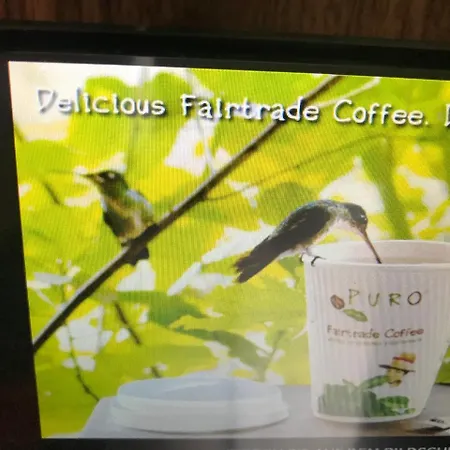 Delicious Fairtrade Coffee. D
PURO
Fairtrade Coffee